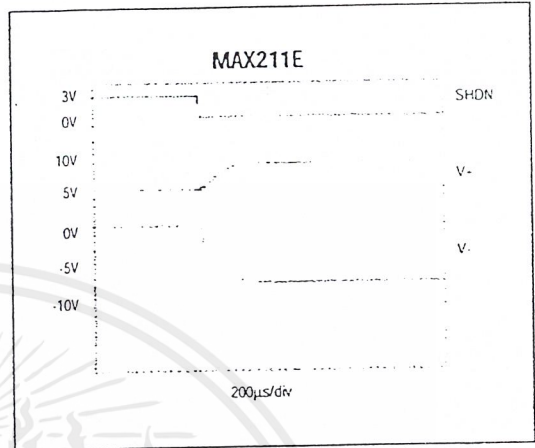 MAX211E
3V
SHDN
0V
10V
V-
5V
0V
V-
-5V
-10V
200µs/div